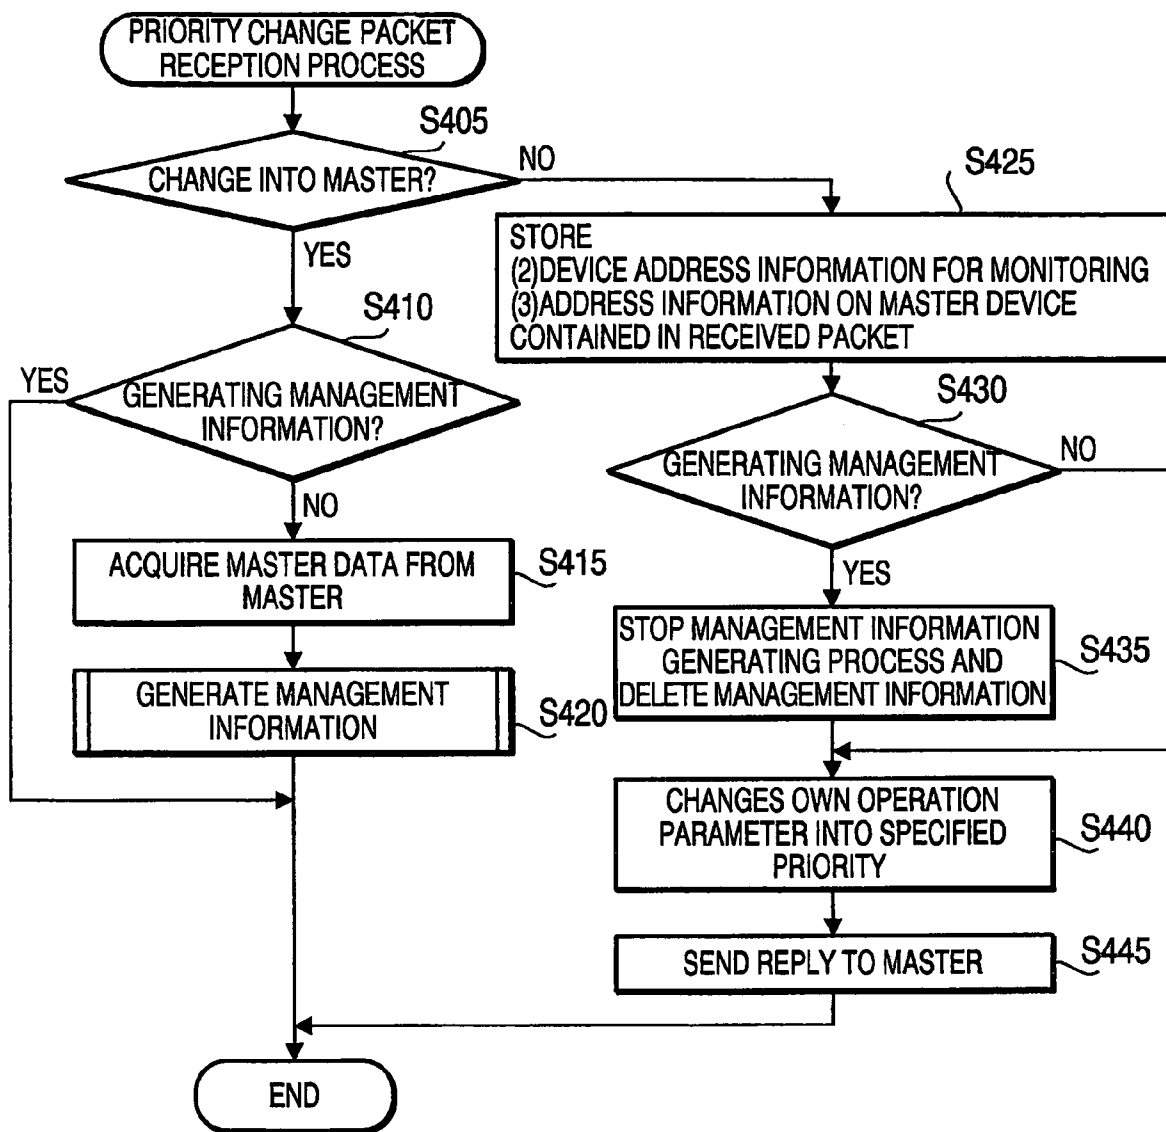 PRIORITY CHANGE PACKET
RECEPTION PROCESS
S405
CHANGE INTO MASTER?
NO
YES
S425
STORE
(2)DEVICE ADDRESS INFORMATION FOR MONITORING
(3)ADDRESS INFORMATION ON MASTER DEVICE
CONTAINED IN RECEIVED PACKET
S410
YES
GENERATING MANAGEMENT
INFORMATION?
NO
S430
GENERATING MANAGEMENT
INFORMATION?
NO
YES
ACQUIRE MASTER DATA FROM
MASTER
S415
GENERATE MANAGEMENT
INFORMATION
S420
STOP MANAGEMENT INFORMATION
GENERATING PROCESS AND
DELETE MANAGEMENT INFORMATION
S435
CHANGES OWN OPERATION
PARAMETER INTO SPECIFIED
PRIORITY
S440
SEND REPLY TO MASTER
S445
END